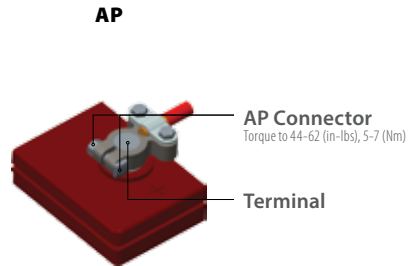 AP
AP Connector
Torque to 44-62 (in-lbs), 5-7 (Nm)
Terminal